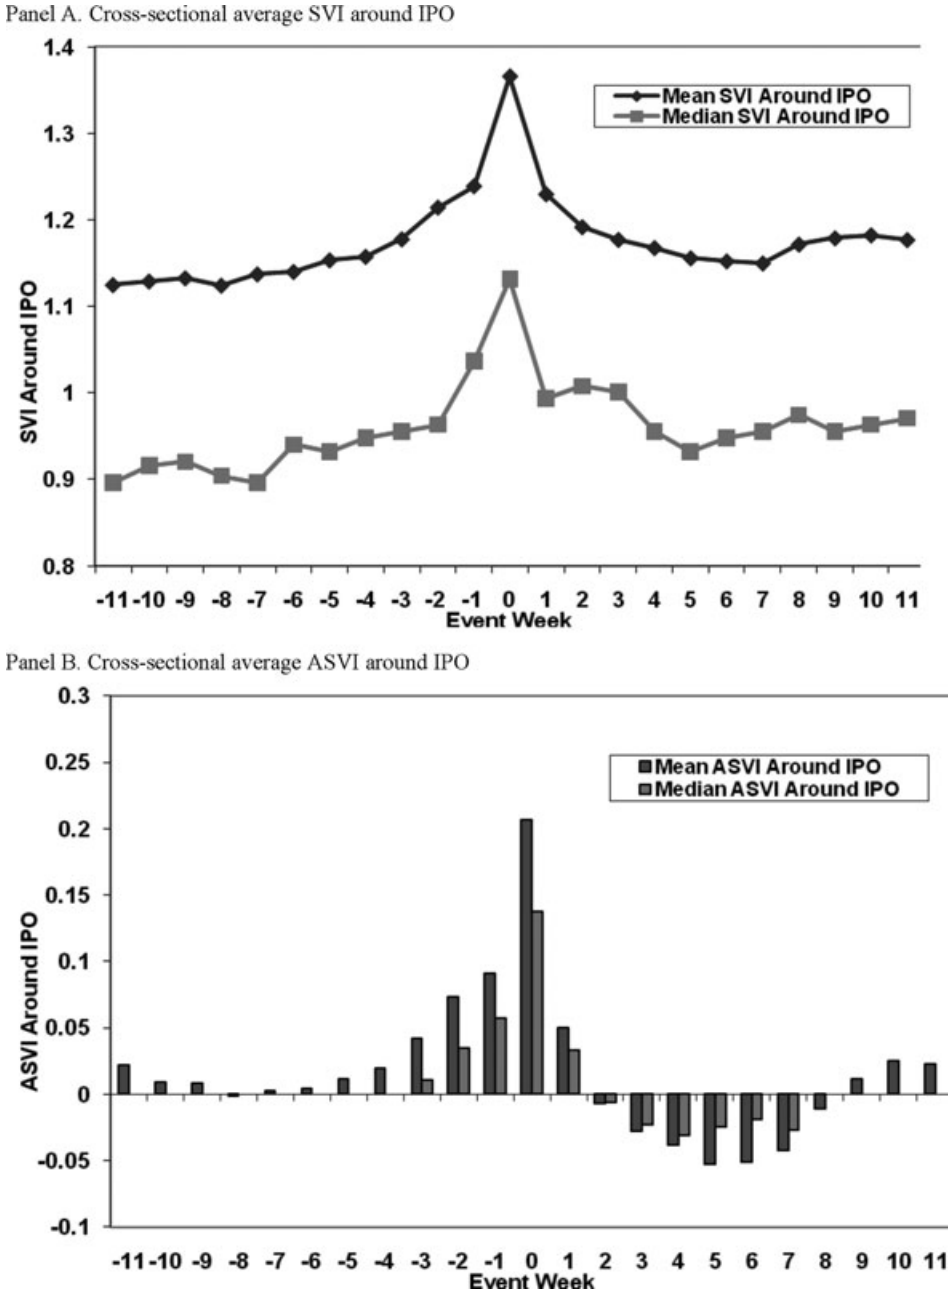 Panel A. Cross-sectional average SVI around IPO
1.4
1.3
1.2
1.1
1
0.9
0.8
SVI Around IPO
Mean SVI Around IPO
Median SVI Around IPO
-11 -10 -9 -8 -7 -6 -5 -4 -3 -2 -1 0 1 2 3 4 5 6 7 8 9 10 11
Event Week
Panel B. Cross-sectional average ASVI around IPO
0.3
0.25
0.2
0.15
0.1
0.05
0
-0.05
-0.1
ASVI Around IPO
Mean ASVI Around IPO
Median ASVI Around IPO
-11 -10 -9 -8 -7 -6 -5 -4 -3 -2 -1 0 1 2 3 4 5 6 7 8 9 10 11
Event Week